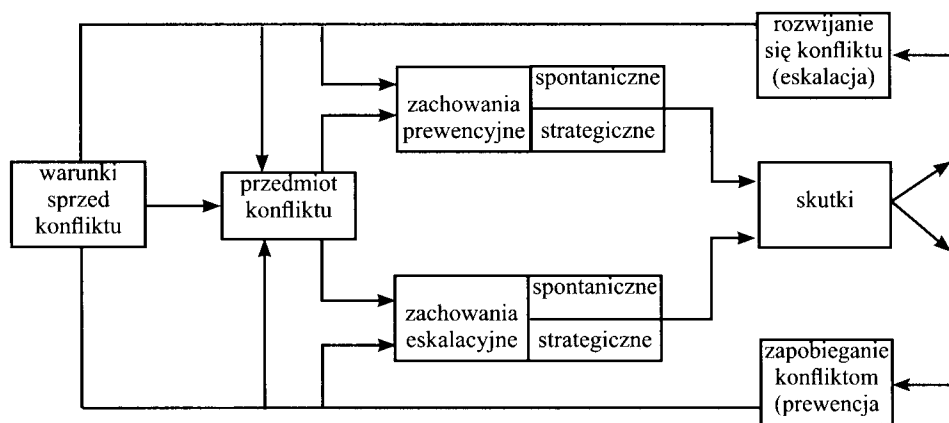 rozwijanie
się konfliktu
(eskalacja)
zachowania
prewencyjne
spontaniczne
strategiczne
warunki
sprzed
konfliktu
przedmiot
konfliktu
skutki
zachowania
eskalacyjne
spontaniczne
strategiczne
zapobieganie
konfliktom
(prewencja